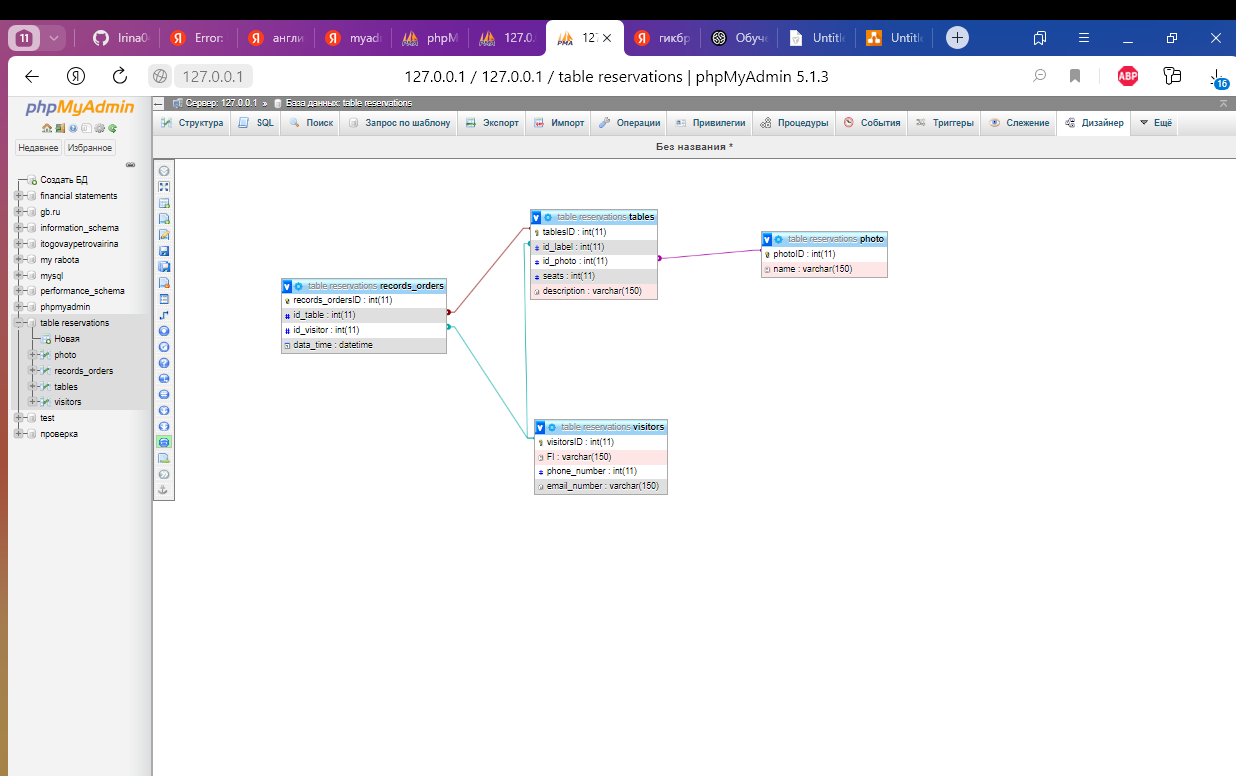 11
Irina0
Error:
англи
myad
phpM
127.0.
127
гикбр
Обуче
Untitle
Untitle
127.0.0.1
127.0.0.1 / 127.0.0.1 / table reservations | phpMyAdmin 5.1.3
ABP
16
phpMyAdmin
Недавнее
Избранное
Создать БД
financial statements
gb.ru
information_schema
itogovaypetrovairina
my rabota
mysql
performance_schema
phpmyadmin
table reservations
Новая
photo
records_orders
tables
visitors
test
проверка
Сервер: 127.0.0.1 » База данных: table reservations
Структура
SQL
Поиск
Запрос по шаблону
Экспорт
Импорт
Операции
Привилегии
Процедуры
События
Триггеры
Слежение
Дизайнер
Ещё
Без названия *
table reservations records_orders
records_ordersID : int(11)
id_table : int(11)
id_visitor : int(11)
data_time : datetime
table reservations tables
tablesID : int(11)
id_label : int(11)
id_photo : int(11)
seats : int(11)
description : varchar(150)
table reservations photo
photoID : int(11)
name : varchar(150)
table reservations visitors
visitorsID : int(11)
FI : varchar(150)
phone_number : int(11)
email_number : varchar(150)